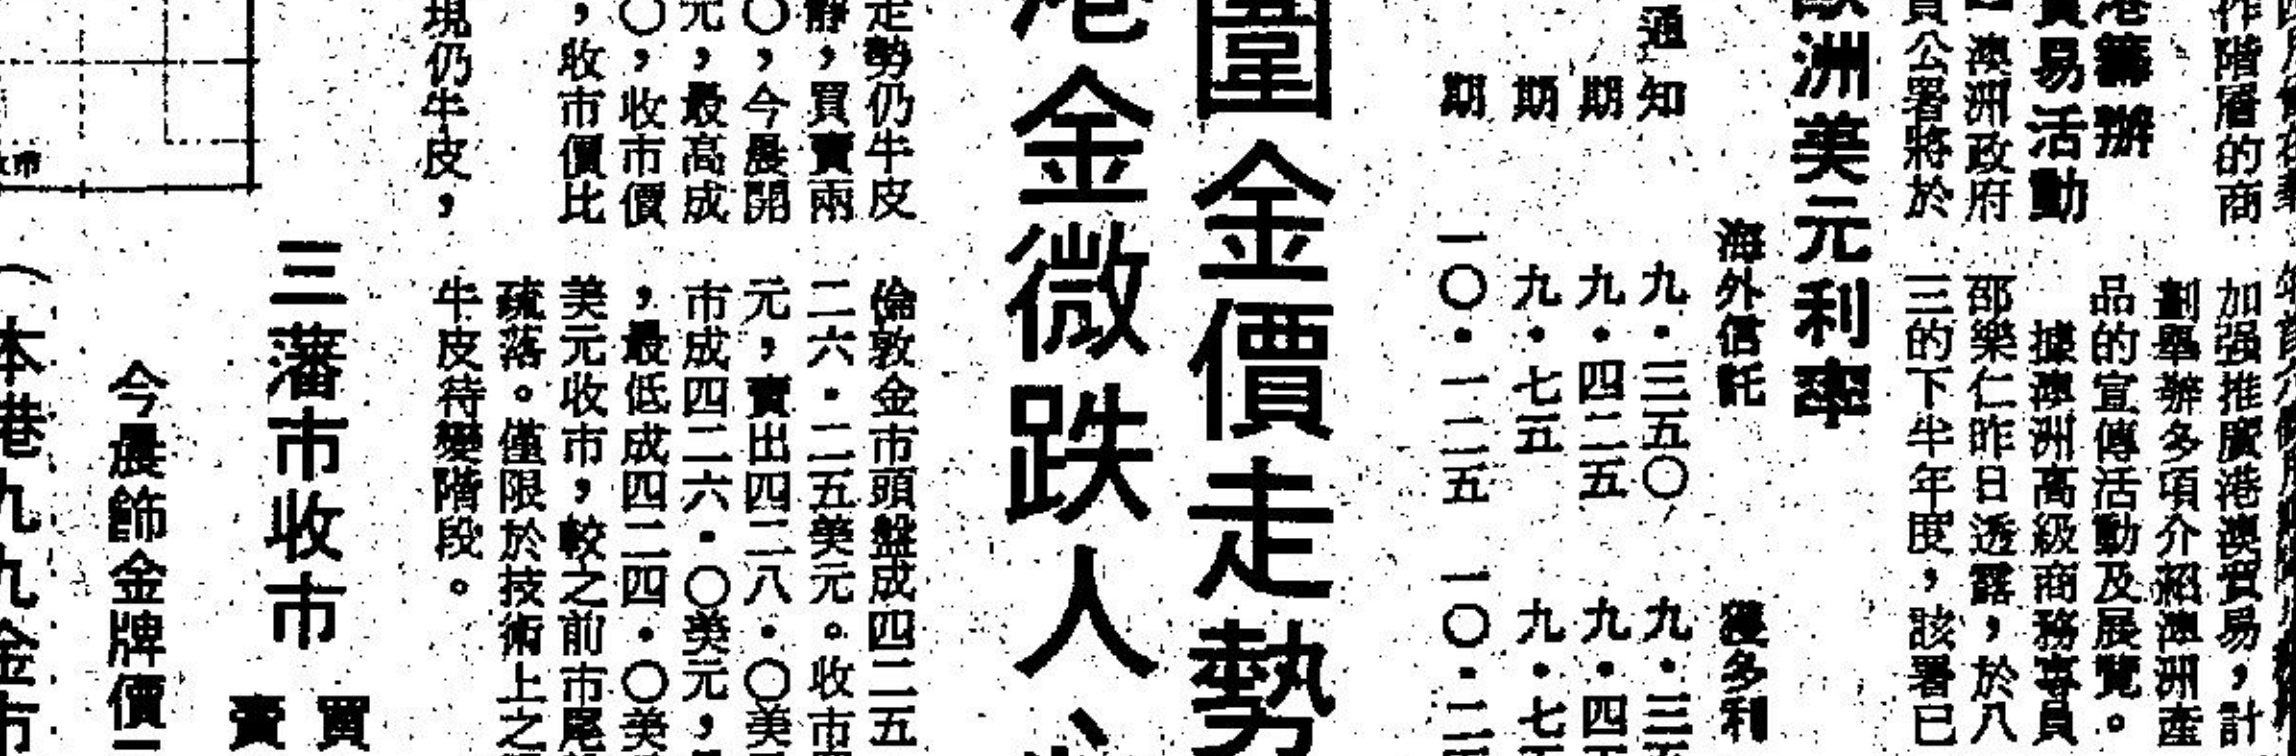 作階層的商
加强推廣港澳貿易，計
劃舉辦多項介紹澳洲產
品的宣傳活動及展覽。
據澳洲高級商務專員
邵樂仁昨日透露，於八
三的下半年度，該署已
港籌辦
貿易活動
澳洲政府
貿公署將於
歐洲美元利率
海外信託
獲多利
通知 九・三五〇
期 九・四二五 九・四
期 九・七五 九・七
期 一〇・一二五 一〇・二
圍金價走勢
港金微跌人
走勢仍牛皮
靜，買賣兩
〇，今晨開
元，最高成
〇，收市價
，收市價比
現仍牛皮，
倫敦金市頭盤成四二五
二六・二五美元。收市
元，賣出四二八・〇美
市成四二六・〇美元，
，最低成四二四・〇美
美元收市，較之前市尾
疏落。僅限於技術上之
牛皮待變階段。
三藩市收市
買
賣
今晨飾金牌價
（本港九九金市